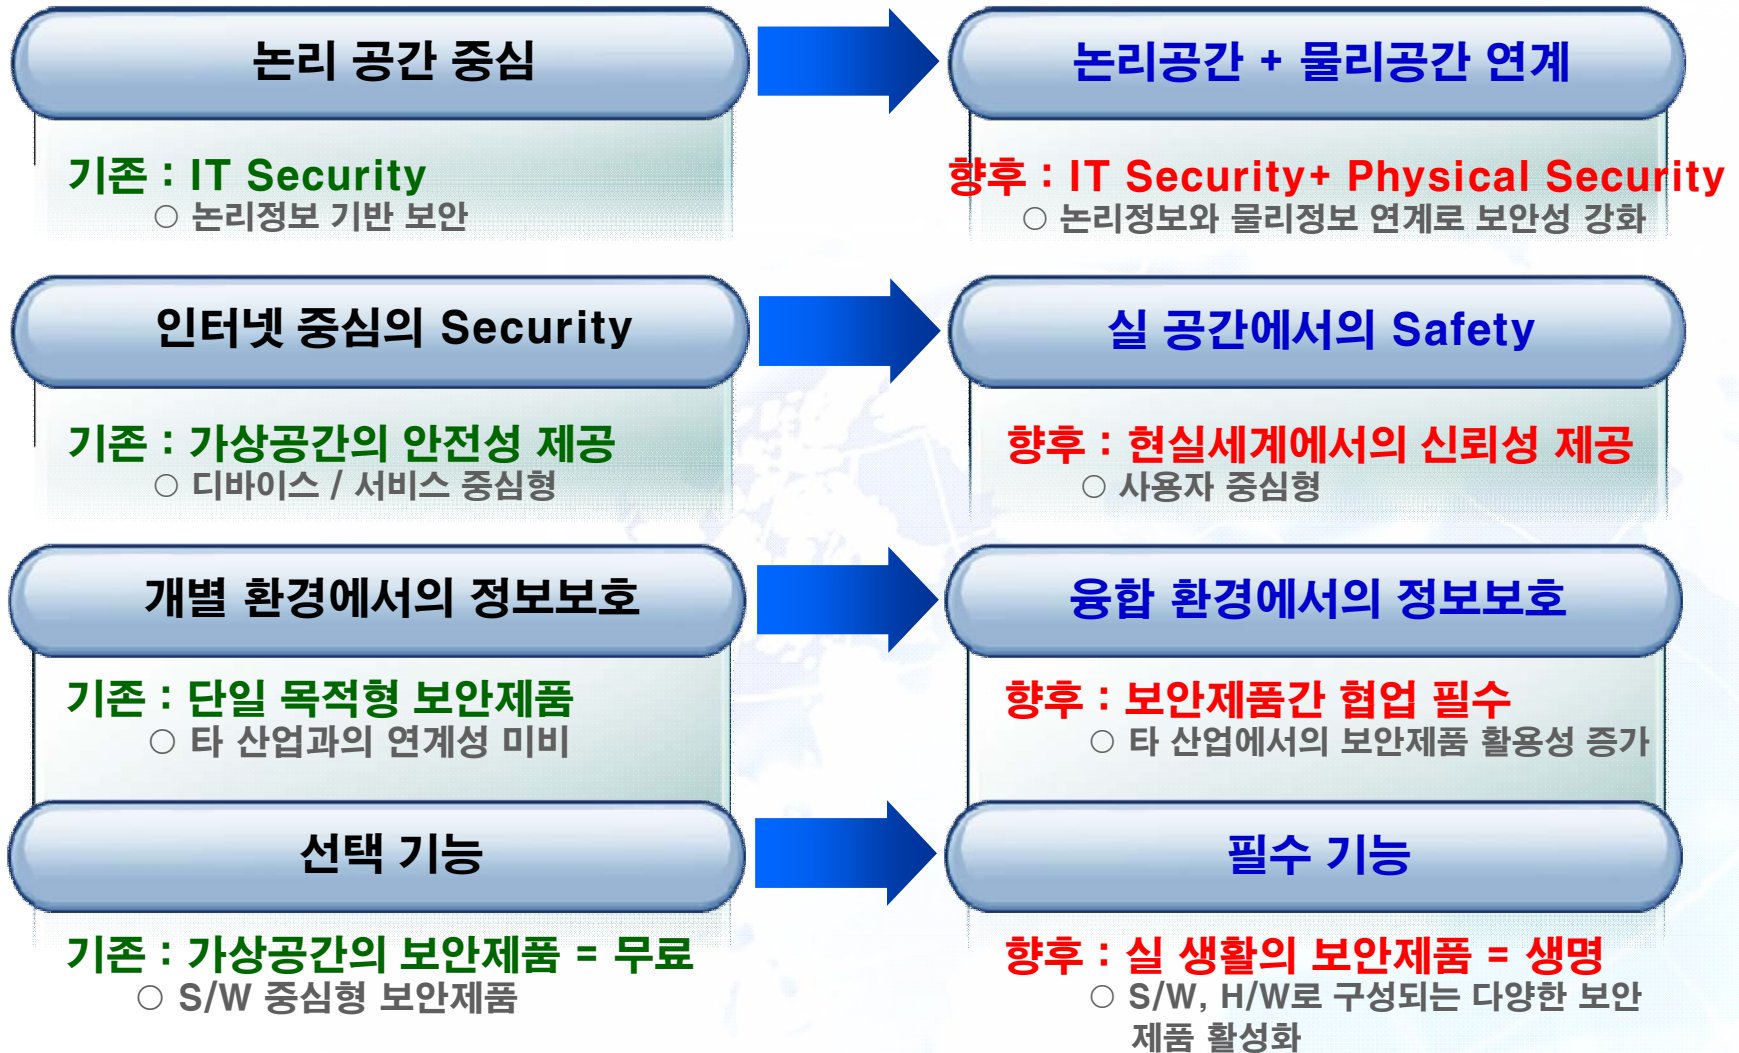 논리 공간 중심
논리공간 + 물리공간 연계
기존 : IT Security
○ 논리정보 기반 보안
향후 : IT Security+ Physical Security
○ 논리정보와 물리정보 연계로 보안성 강화
인터넷 중심의 Security
실 공간에서의 Safety
기존 : 가상공간의 안전성 제공
○ 디바이스 / 서비스 중심형
향후 : 현실세계에서의 신뢰성 제공
○ 사용자 중심형
개별 환경에서의 정보보호
융합 환경에서의 정보보호
기존 : 단일 목적형 보안제품
○ 타 산업과의 연계성 미비
향후 : 보안제품간 협업 필수
○ 타 산업에서의 보안제품 활용성 증가
선택 기능
필수 기능
기존 : 가상공간의 보안제품 = 무료
○ S/W 중심형 보안제품
향후 : 실 생활의 보안제품 = 생명
○ S/W, H/W로 구성되는 다양한 보안
제품 활성화